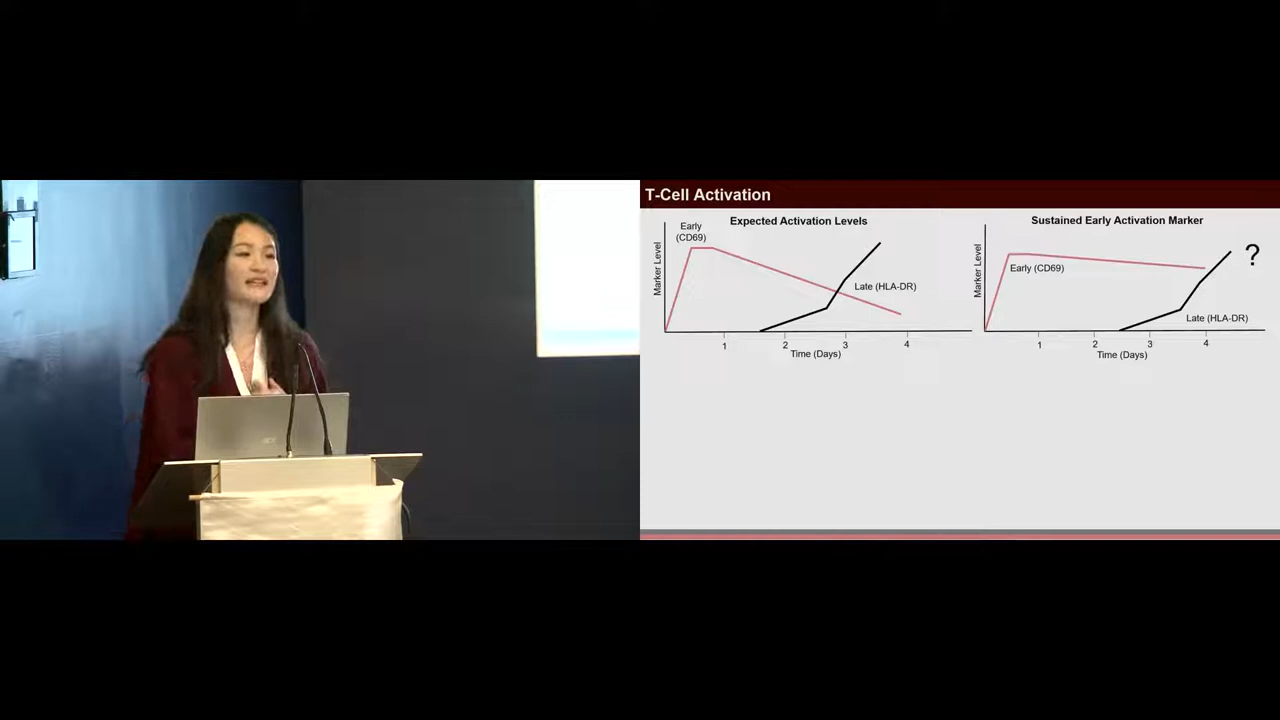 T-Cell Activation
Expected Activation Levels
Early
(CD69)
Marker Level
Late (HLA-DR)
1 2 3 4
Time (Days)
Sustained Early Activation Marker
Marker Level
Early (CD69)
?
Late (HLA-DR)
1 2 3 4
Time (Days)
acer